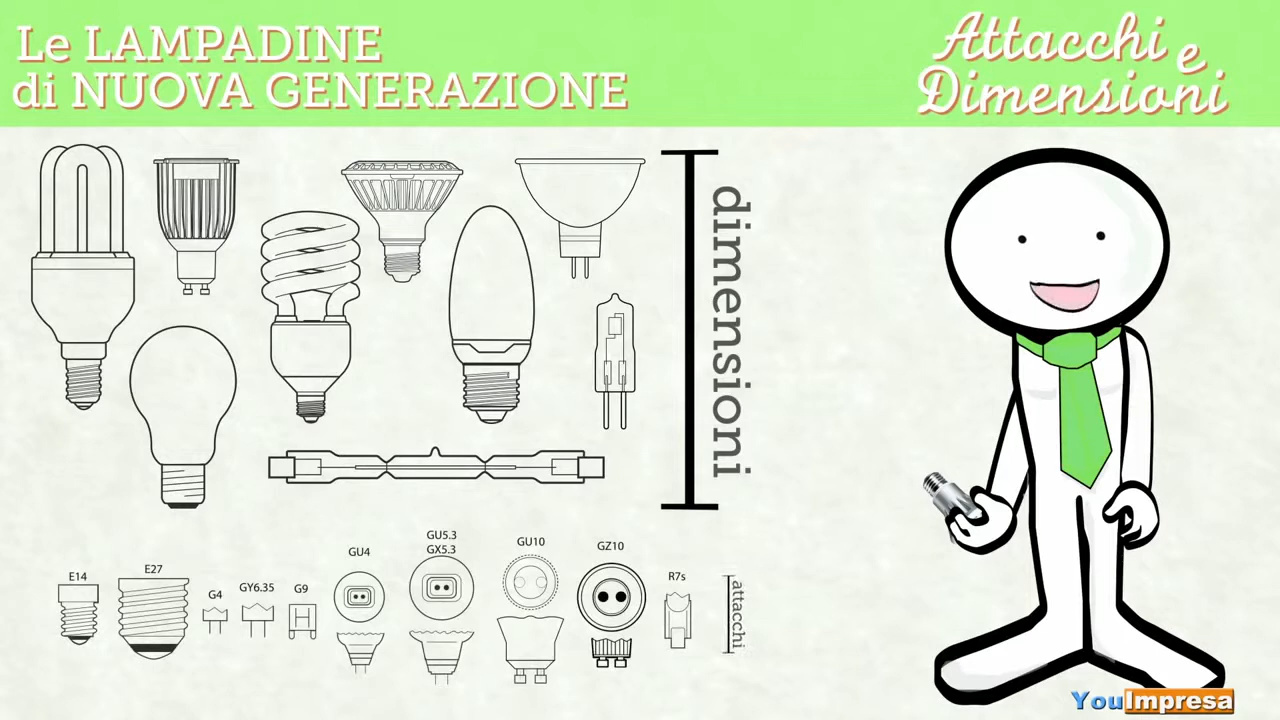 Le LAMPADINE
di NUOVA GENERAZIONE
Attacchi e
Dimensioni
dimensioni
E14
E27
G4
GY6.35
G9
GU4
GU5.3
GX5.3
GU10
GZ10
R7s
attacchi
YouImpresa